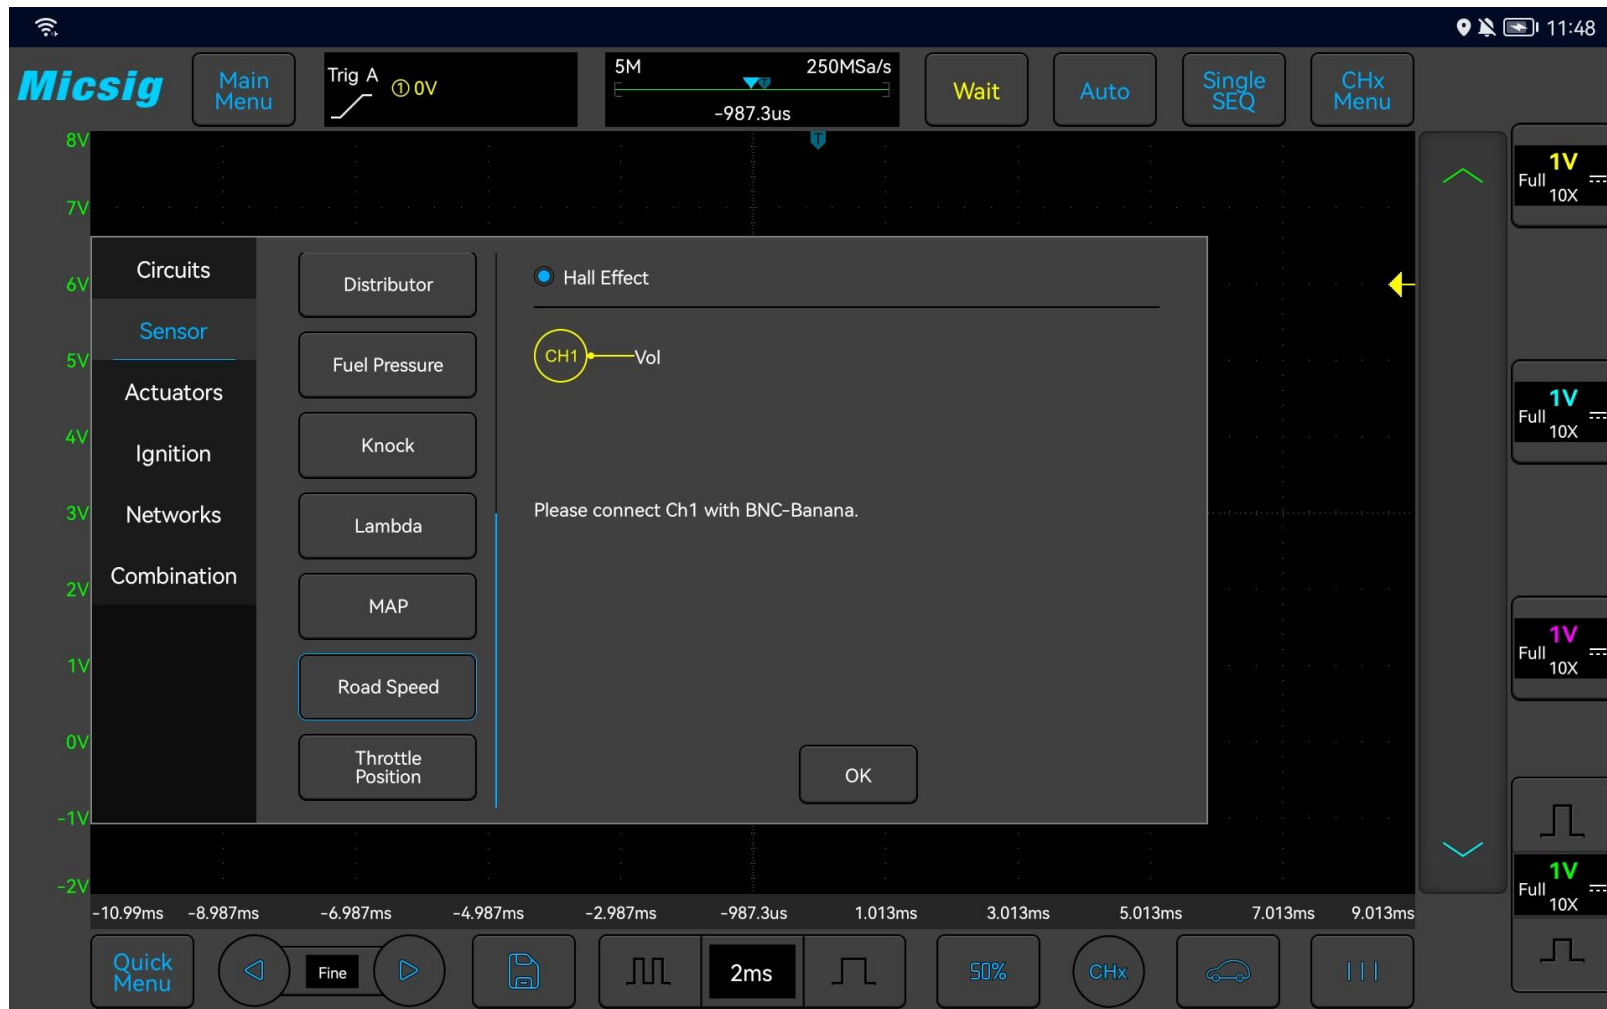 11:48
Micsig
Main
Menu
Trig A
① 0V
5M
250MSa/s
T
-987.3us
Wait
Auto
Single
SEQ
CHx
Menu
T
8V
7V
6V
5V
4V
3V
2V
1V
0V
-1V
-2V
Circuits
Sensor
Actuators
Ignition
Networks
Combination
Distributor
Fuel Pressure
Knock
Lambda
MAP
Road Speed
Throttle
Position
Hall Effect
CH1
Vol
Please connect Ch1 with BNC-Banana.
OK
1V
Full
10X
1V
Full
10X
1V
Full
10X
1V
Full
10X
-10.99ms -8.987ms -6.987ms -4.987ms -2.987ms -987.3us 1.013ms 3.013ms 5.013ms 7.013ms 9.013ms
Quick
Menu
Fine
2ms
50%
CHx